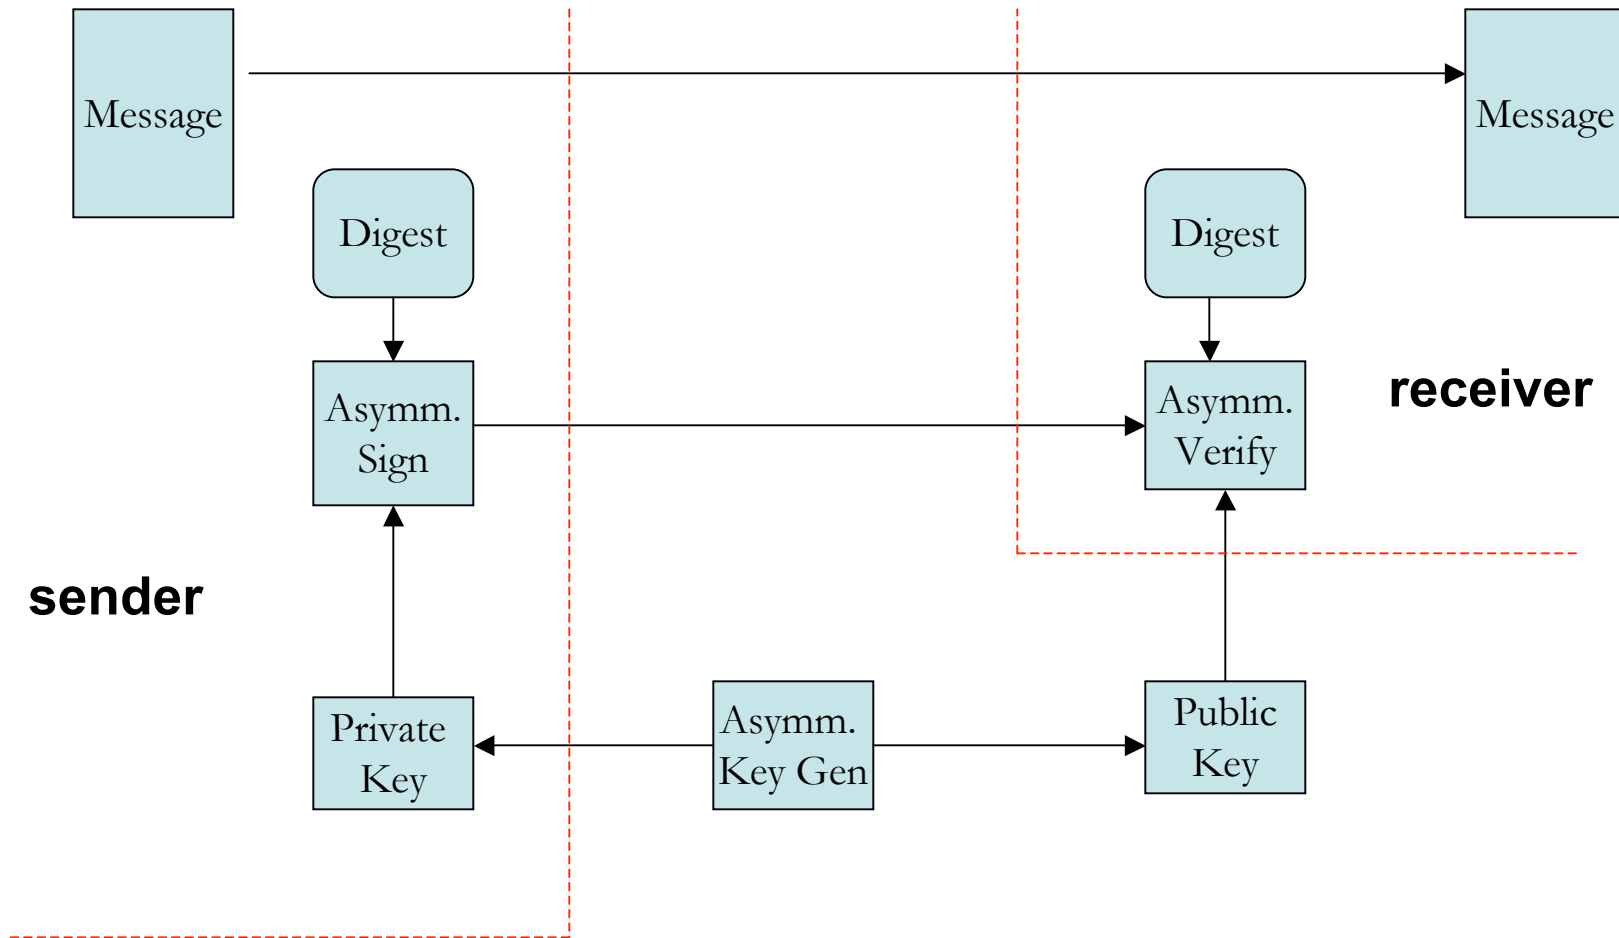 Message
Message
Digest
Digest
Asymm.
Sign
Asymm.
Verify
receiver
sender
Private
Key
Asymm.
Key Gen
Public
Key